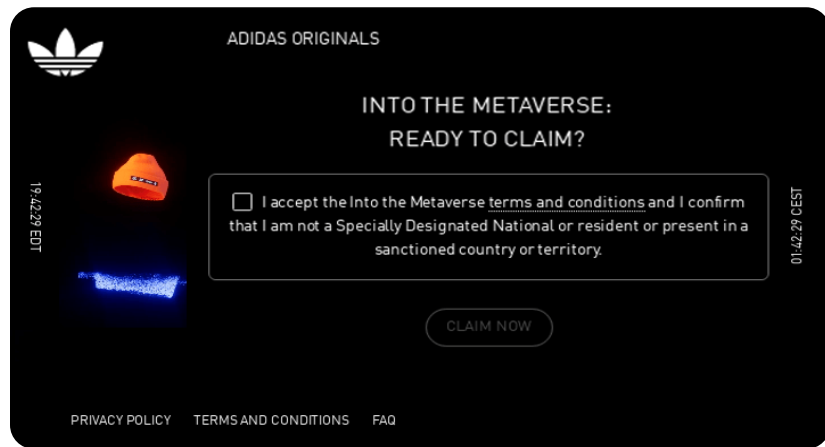 ADIDAS ORIGINALS
INTO THE METAVERSE:
READY TO CLAIM?
19:42:29 EDT
I accept the Into the Metaverse terms and conditions and I confirm
that I am not a Specially Designated National or resident or present in a
sanctioned country or territory.
01:42:29 CEST
CLAIM NOW
PRIVACY POLICY TERMS AND CONDITIONS FAQ